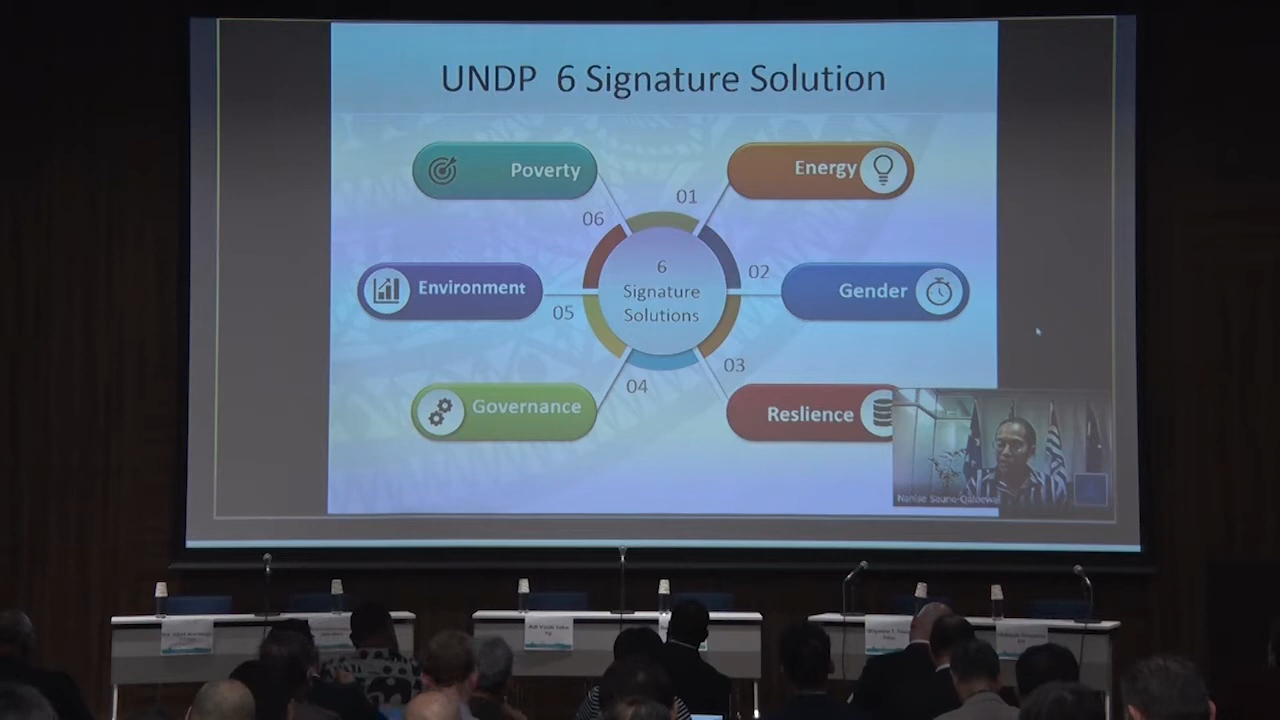 UNDP 6 Signature Solution
Poverty
Energy
01
06
6
Signature
Solutions
02
Environment
Gender
05
03
04
Governance
Reslience